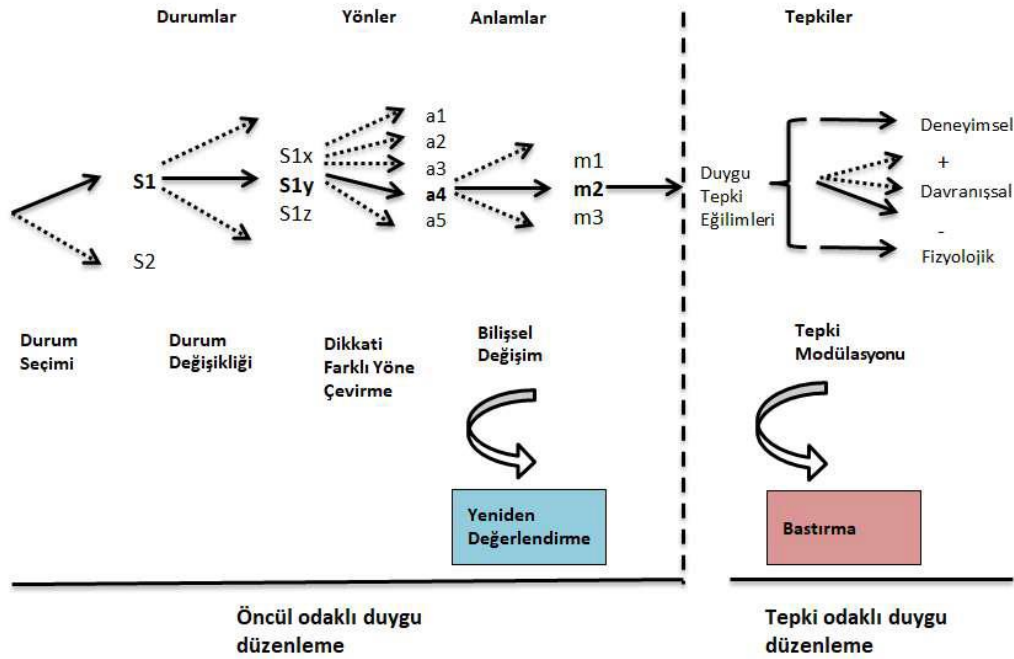 Durumlar
Yönler
Anlamlar
Tepkiler
S1
S2
S1x
S1y
S1z
a1
a2
a3
a4
a5
m1
m2
m3
Duygu
Tepki
Eğilimleri
Deneyimsel
+
Davranışsal
-
Fizyolojik
Durum
Seçimi
Durum
Değişikliği
Dikkati
Farklı Yöne
Çevirme
Bilişsel
Değişim
Tepki
Modülasyonu
Yeniden
Değerlendirme
Bastırma
Öncül odaklı duygu
düzenleme
Tepki odaklı duygu
düzenleme